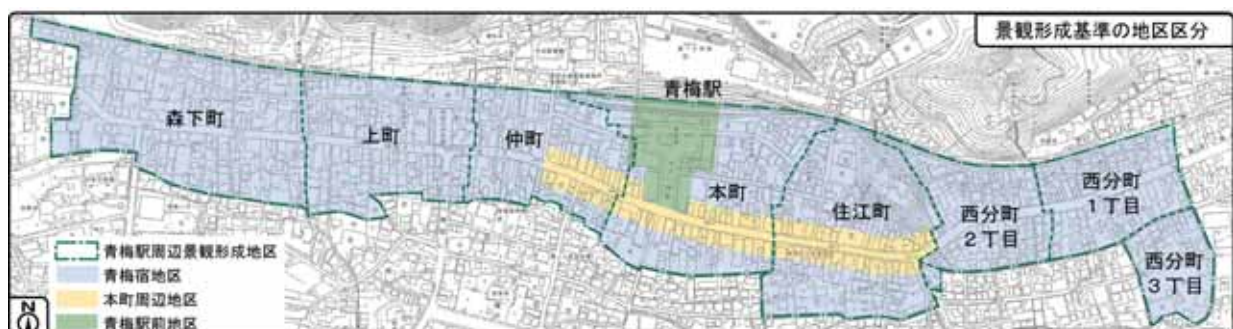 景観形成基準の地区区分
青梅駅
森下町
上町
仲町
本町
住江町
西分町
2丁目
西分町
1丁目
西分町
3丁目
青梅駅周辺景観形成地区
青梅宿地区
本町周辺地区
青梅駅前地区
N